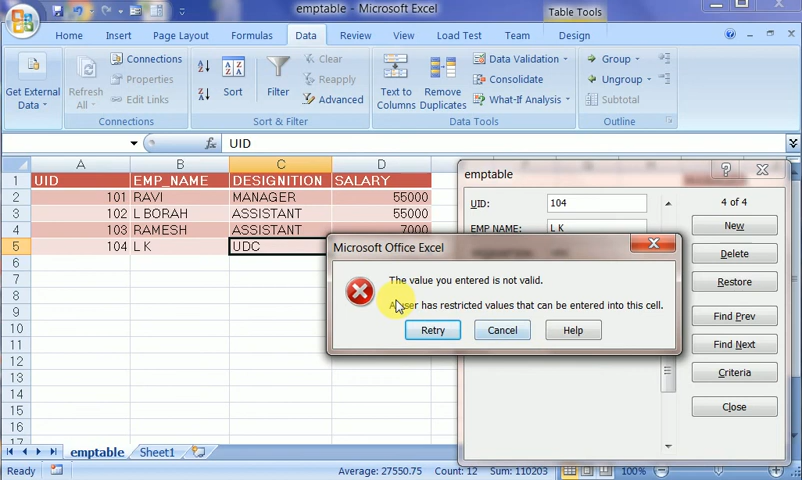 emptable - Microsoft Excel
Table Tools
Home Insert Page Layout Formulas Data Review View Load Test Team Design
Get External Data
Refresh All
Connections
Properties
Edit Links
Connections
Sort
Filter
Clear
Reapply
Advanced
Sort & Filter
Text to Columns
Remove Duplicates
Data Validation
Consolidate
What-If Analysis
Data Tools
Group
Ungroup
Subtotal
Outline
fx UID
A B C D
1 UID EMP_NAME DESIGNITION SALARY
2 101 RAVI MANAGER 55000
3 102 L BORAH ASSISTANT 55000
4 103 RAMESH ASSISTANT 7000
5 104 L K UDC
6
7
8
9
10
11
12
13
14
15
16
17
emptable
UID: 104 4 of 4
EMP NAME: L K
New
Delete
Restore
Find Prev
Find Next
Criteria
Close
Microsoft Office Excel
The value you entered is not valid.
A user has restricted values that can be entered into this cell.
Retry Cancel Help
emptable Sheet1
Ready Average: 27550.75 Count: 12 Sum: 110203 100%